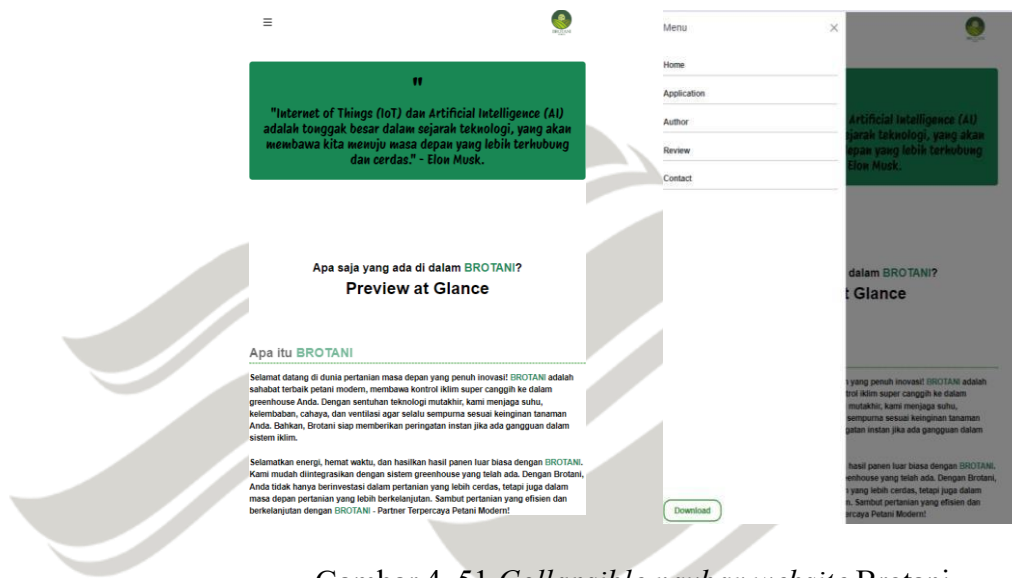 ☰
BROTANI
"
"Internet of Things (IoT) dan Artificial Intelligence (AI)
adalah tonggak besar dalam sejarah teknologi, yang akan
membawa kita menuju masa depan yang lebih terhubung
dan cerdas." - Elon Musk.
Apa saja yang ada di dalam BROTANI?
Preview at Glance
Apa itu BROTANI
Selamat datang di dunia pertanian masa depan yang penuh inovasi! BROTANI adalah
sahabat terbaik petani modern, membawa kontrol iklim super canggih ke dalam
greenhouse Anda. Dengan sentuhan teknologi mutakhir, kami menjaga suhu,
kelembaban, cahaya, dan ventilasi agar selalu sempurna sesuai keinginan tanaman
Anda. Bahkan, Brotani siap memberikan peringatan instan jika ada gangguan dalam
sistem iklim.
Selamatkan energi, hemat waktu, dan hasilkan hasil panen luar biasa dengan BROTANI.
Kami mudah diintegrasikan dengan sistem greenhouse yang telah ada. Dengan Brotani,
Anda tidak hanya berinvestasi dalam pertanian yang lebih cerdas, tetapi juga dalam
masa depan pertanian yang lebih berkelanjutan. Sambut pertanian yang efisien dan
berkelanjutan dengan BROTANI - Partner Terpercaya Petani Modern!
Menu ×
Home
Application
Author
Review
Contact
Download
Artificial Intelligence (AI)
ejarah teknologi, yang akan
depan yang lebih terhubung
Elon Musk.
dalam BROTANI?
t Glance
yang penuh inovasi! BROTANI adalah
trol iklim super canggih ke dalam
mutakhir, kami menjaga suhu,
sempurna sesuai keinginan tanaman
gatan instan jika ada gangguan dalam
hasil panen luar biasa dengan BROTANI.
enhouse yang telah ada. Dengan Brotani,
yang lebih cerdas, tetapi juga dalam
n. Sambut pertanian yang efisien dan
ercaya Petani Modern!
Gambar 4. 51 Collapsible navbar website Brotani